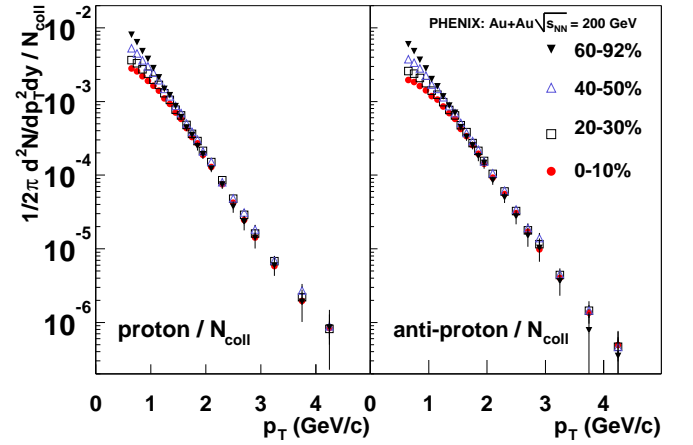 PHENIX: Au+Au√s_NN = 200 GeV
60-92%
40-50%
20-30%
0-10%
1/2π d²N/dp_T²dy / N_coll
10⁻²
10⁻³
10⁻⁴
10⁻⁵
10⁻⁶
proton / N_coll
anti-proton / N_coll
0 1 2 3 4
0 1 2 3 4
p_T (GeV/c)
p_T (GeV/c)